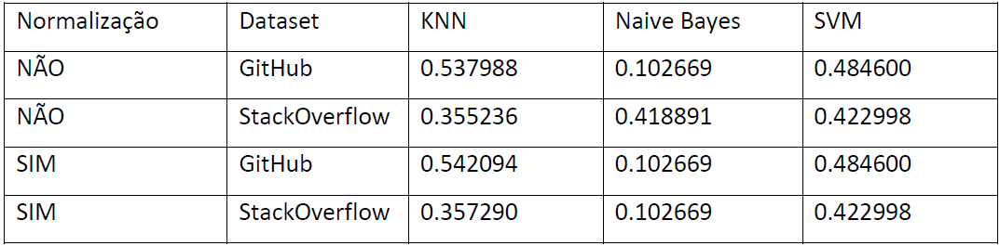 Normalização Dataset KNN Naive Bayes SVM
NÃO GitHub 0.537988 0.102669 0.484600
NÃO StackOverflow 0.355236 0.418891 0.422998
SIM GitHub 0.542094 0.102669 0.484600
SIM StackOverflow 0.357290 0.102669 0.422998